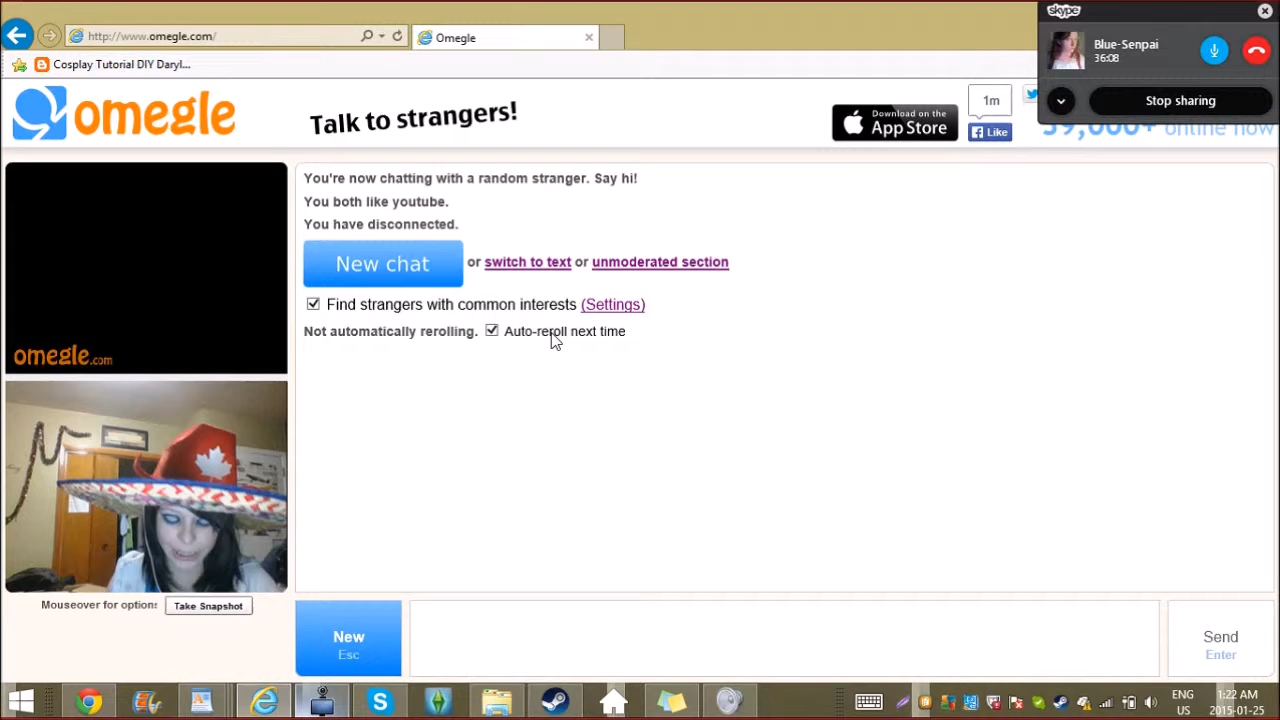 http://www.omegle.com/
Omegle
skype
Blue-Senpai
36:08
Stop sharing
Cosplay Tutorial DIY Daryl...
omegle
Talk to strangers!
Download on the
App Store
1m
Like
online now
You're now chatting with a random stranger. Say hi!
You both like youtube.
You have disconnected.
New chat or switch to text or unmoderated section
Find strangers with common interests (Settings)
Not automatically rerolling. Auto-reroll next time
omegle.com
Mouseover for options
Take Snapshot
New
Esc
Send
Enter
ENG
US
1:22 AM
2015-01-25